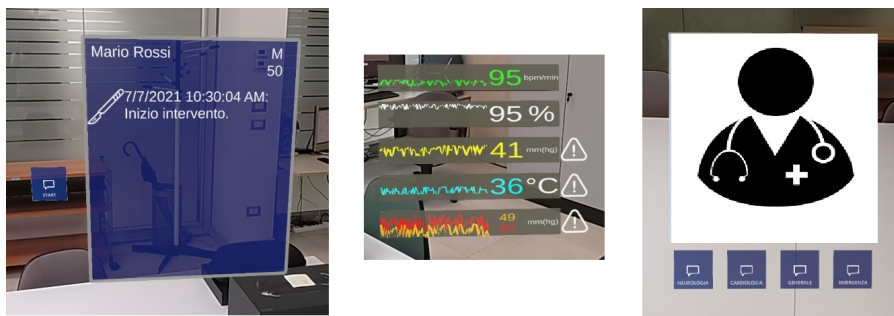 Mario Rossi
M
50
7/7/2021 10:30:04 AM:
Inizio intervento.
START
95 bpm/min
95 %
41 mm(hg)
36 °C
49
mm(hg)
NEUROLOGIA
CARDIOLOGIA
GENERALE
EMERGENZA